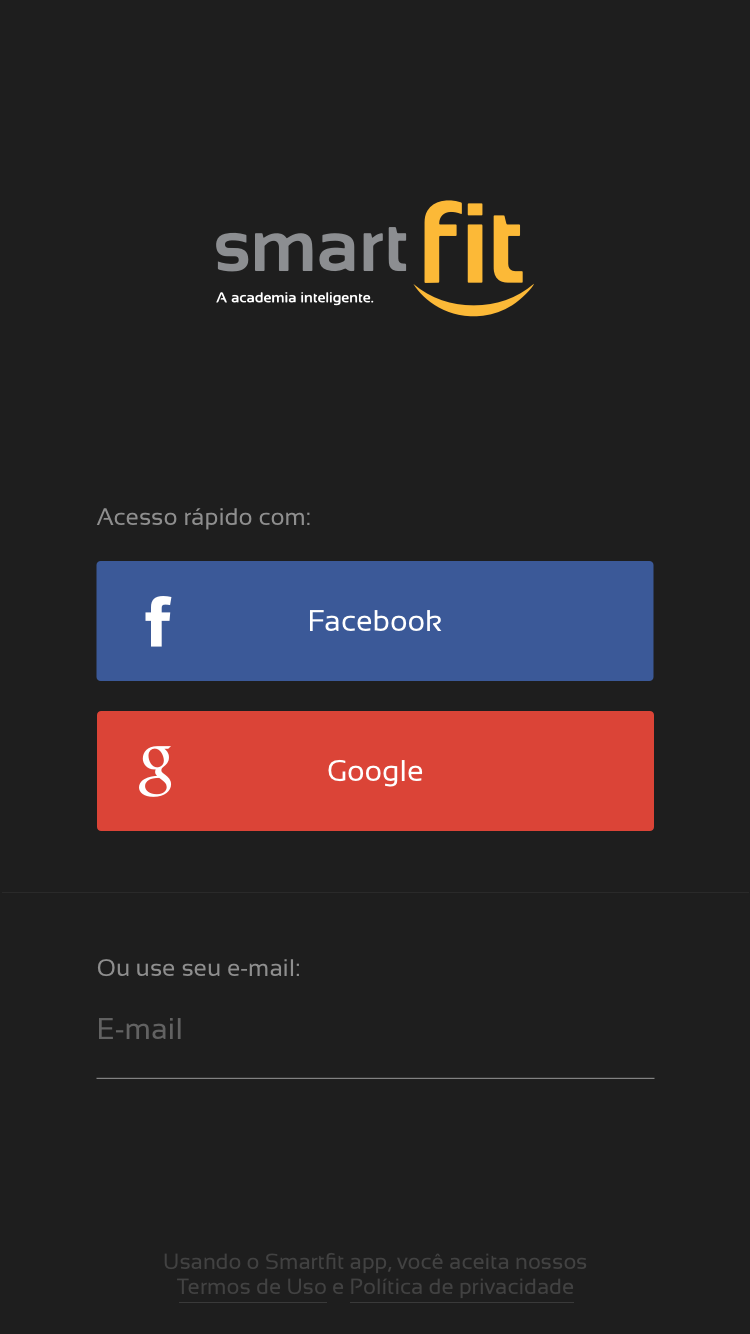 smart fit
A academia inteligente.
Acesso rápido com:
f Facebook
g Google
Ou use seu e-mail:
E-mail
Usando o Smartfit app, você aceita nossos
Termos de Uso e Política de privacidade